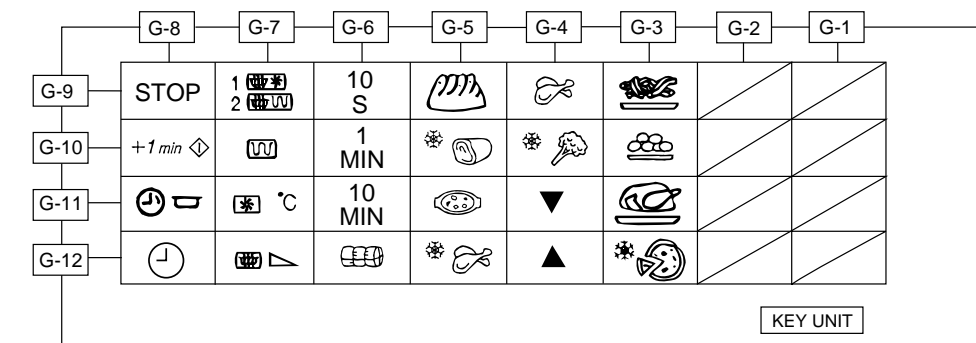 G-8 G-7 G-6 G-5 G-4 G-3 G-2 G-1
G-9 STOP 1 10
2 S
G-10 +1 min 1
MIN
G-11 °C 10
MIN
G-12
KEY UNIT